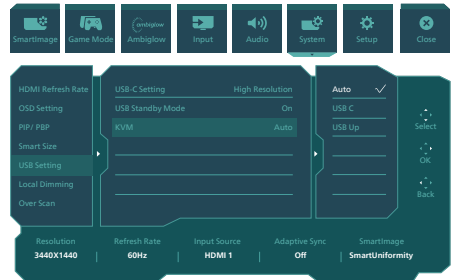 SmartImage
Game Mode
ambiglow
Ambiglow
Input
Audio
System
Setup
Close
HDMI Refresh Rate
OSD Setting
PIP/ PBP
Smart Size
USB Setting
Local Dimming
Over Scan
USB-C Setting High Resolution
USB Standby Mode On
KVM Auto
Auto
USB C
USB Up
Select
OK
Back
Resolution
3440X1440
Refresh Rate
60Hz
Input Source
HDMI 1
Adaptive Sync
Off
SmartImage
SmartUniformity